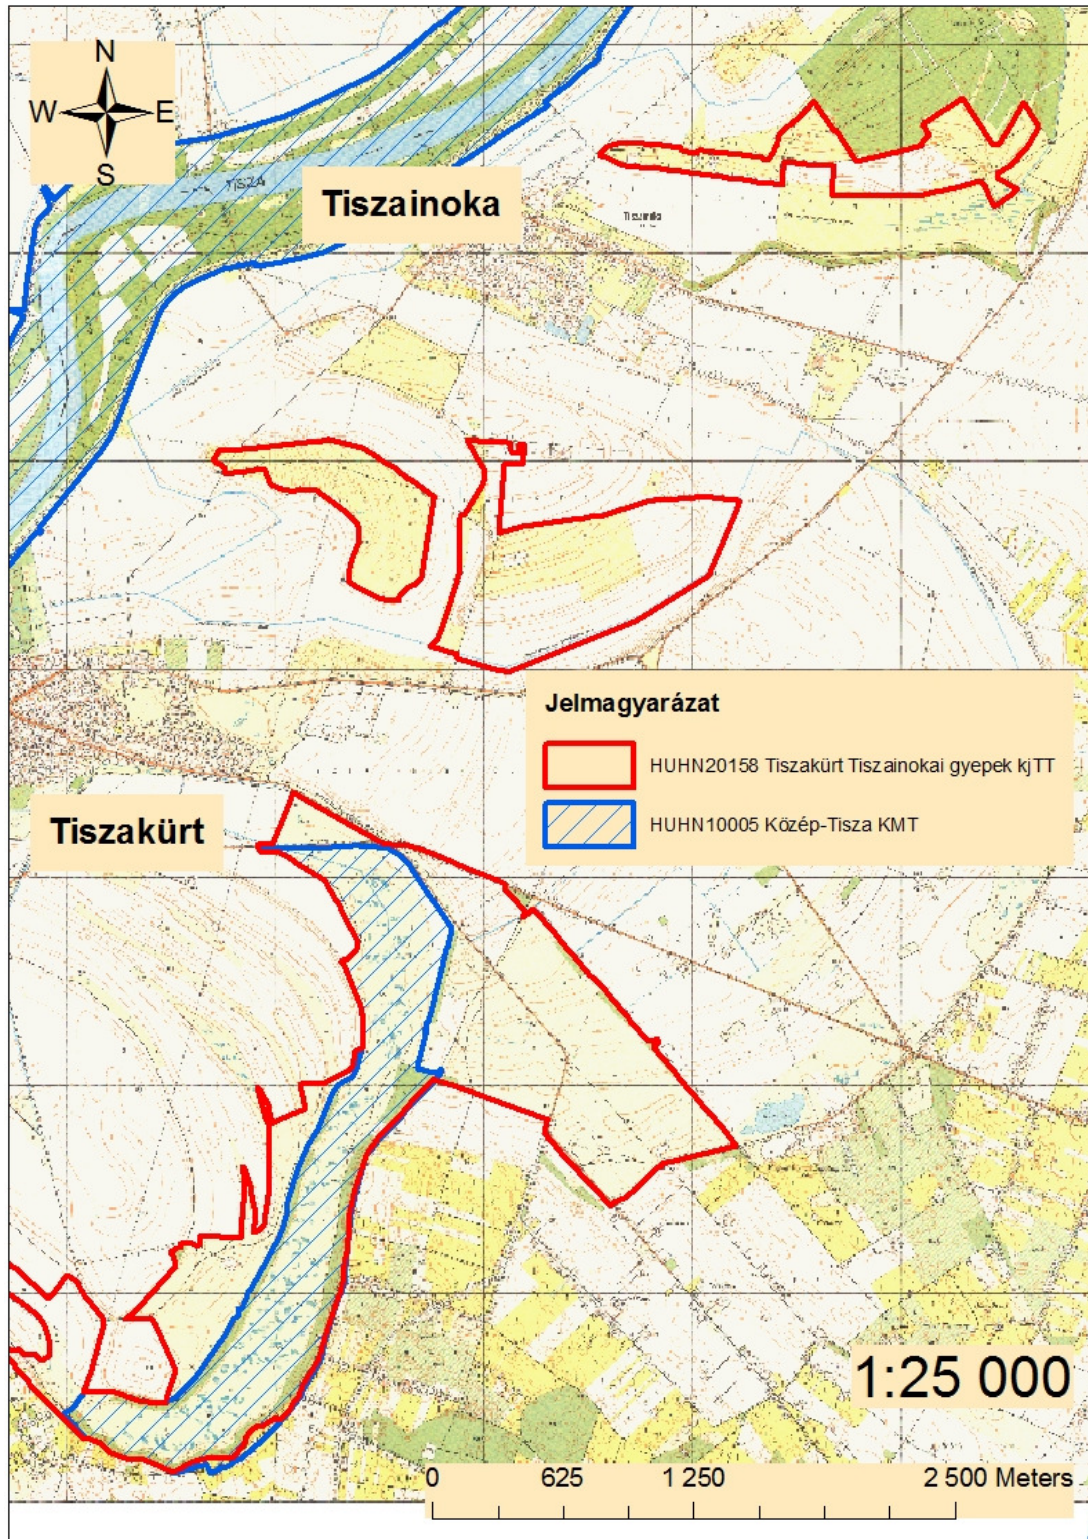 N
W E
S
TISZA
Tiszainoka
Tiszainoka
Jelmagyarázat
HUHN20158 Tiszakürt Tiszainokai gyepek kjTT
HUHN10005 Közép-Tisza KMT
Tiszakürt
1:25 000
0 625 1 250 2 500 Meters